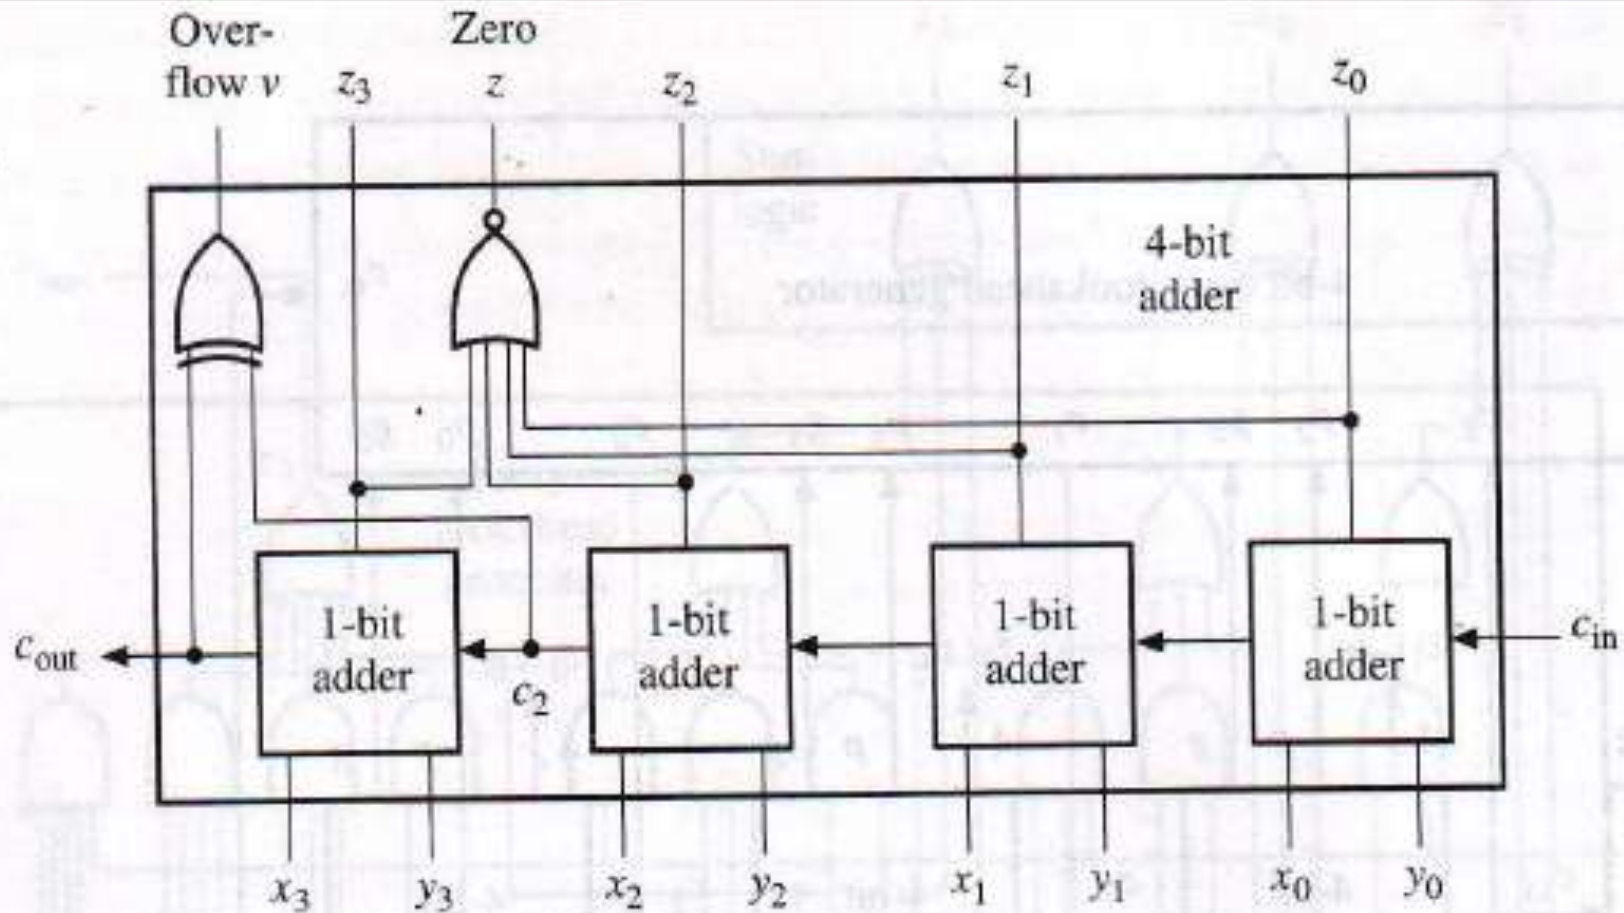 Over-
flow v
z3
Zero
z
z2
z1
z0
4-bit
adder
cout
1-bit
adder
c2
1-bit
adder
1-bit
adder
1-bit
adder
cin
x3
y3
x2
y2
x1
y1
x0
y0